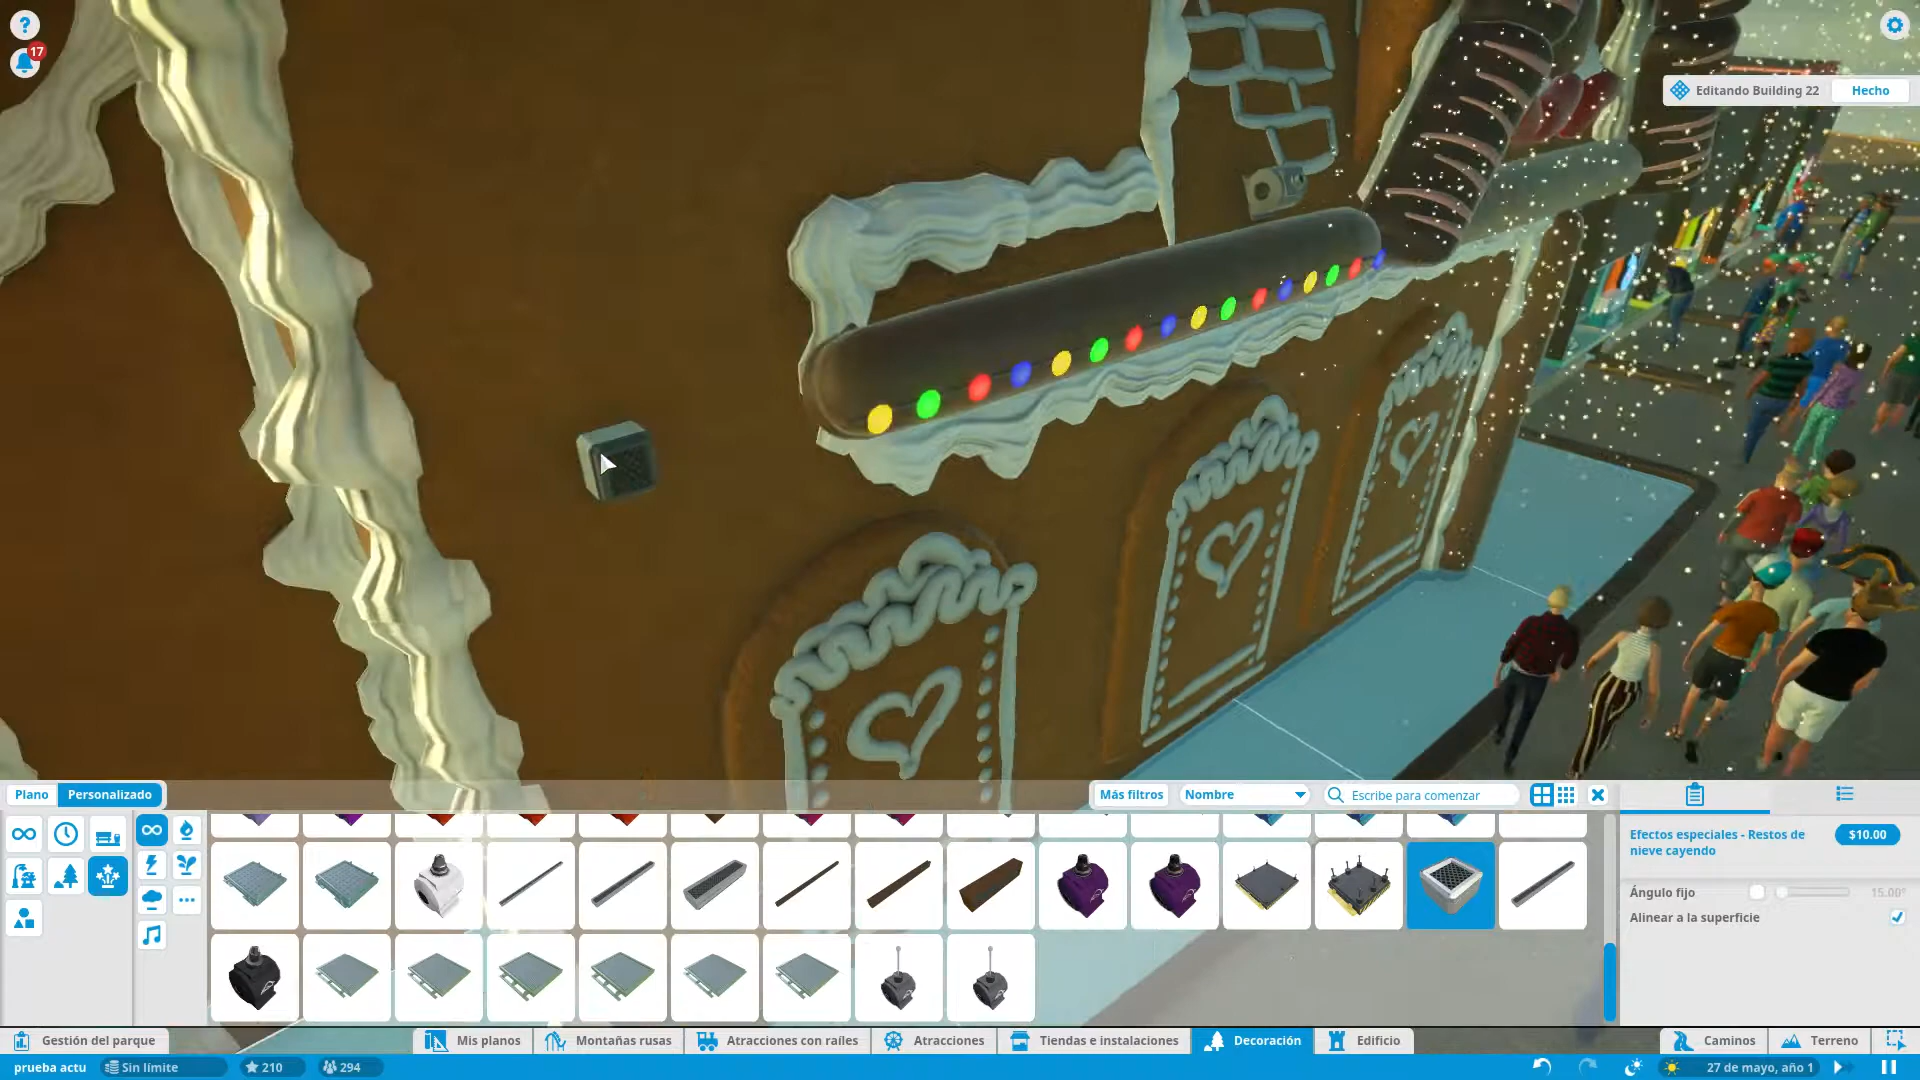 ?
17
Editando Building 22
Hecho
Plano
Personalizado
Más filtros
Nombre
Escribe para comenzar
Efectos especiales - Restos de
nieve cayendo
$10.00
Ángulo fijo
15.00°
Alinear a la superficie
Gestión del parque
Mis planos
Montañas rusas
Atracciones con raíles
Atracciones
Tiendas e instalaciones
Decoración
Edificio
Caminos
Terreno
prueba actu
Sin límite
210
294
27 de mayo, año 1